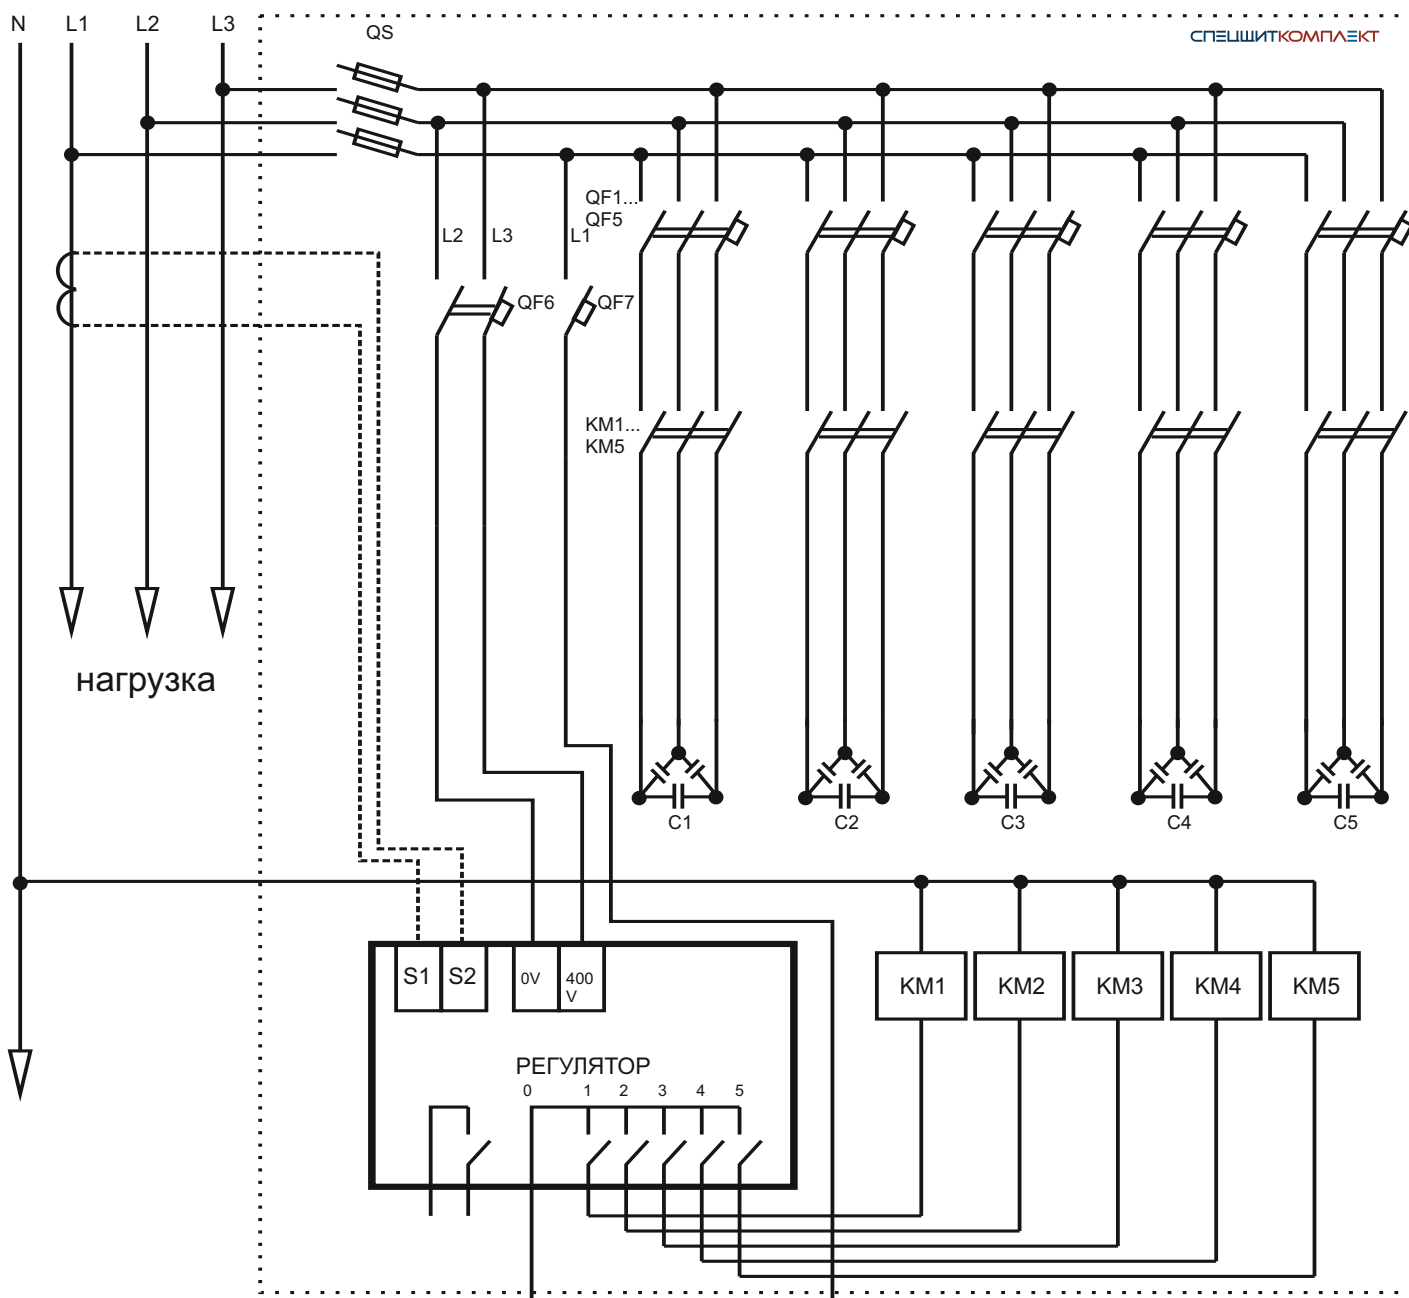 N L1 L2 L3
QS
СПЕЦЩИТКОМПЛЕКТ
QF1...
QF5
L2 L3 L1
QF6 QF7
KM1...
KM5
нагрузка
C1 C2 C3 C4 C5
S1 S2 0V 400
V
KM1 KM2 KM3 KM4 KM5
РЕГУЛЯТОР
0 1 2 3 4 5